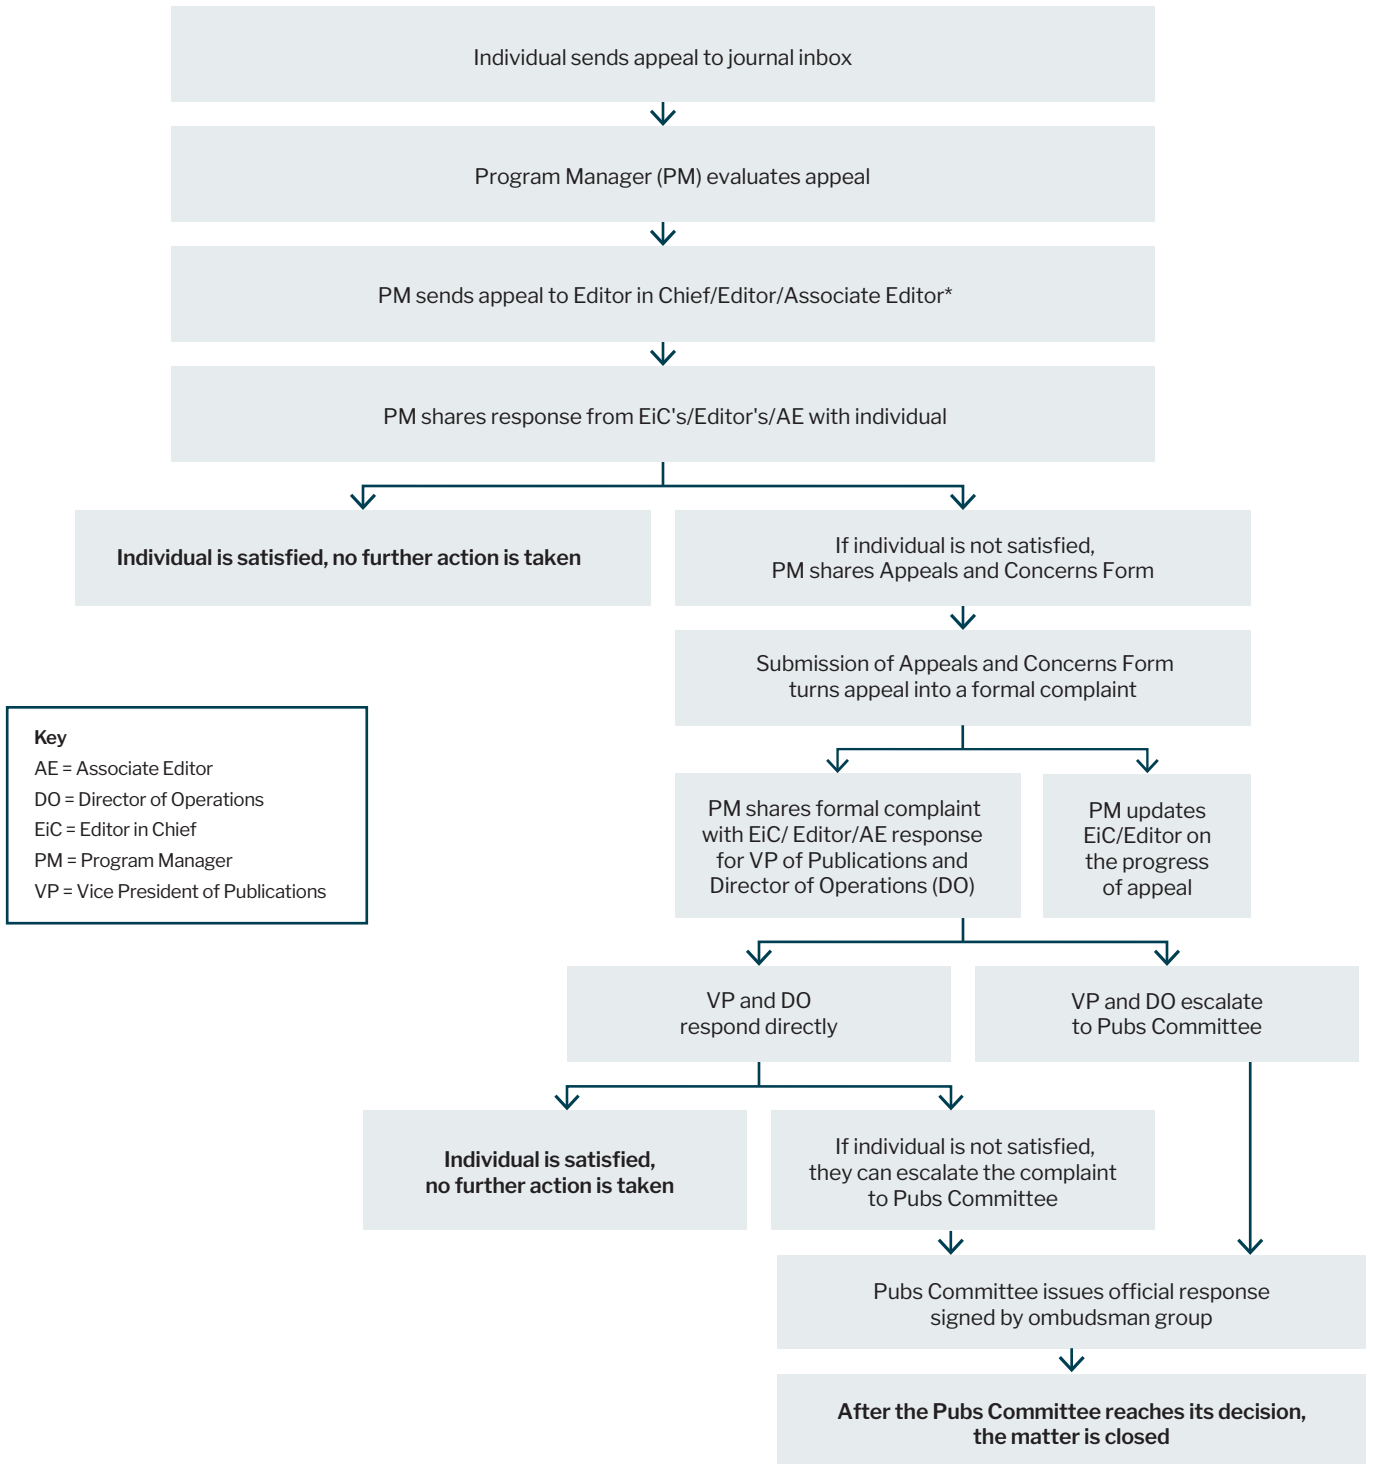 Individual sends appeal to journal inbox
Program Manager (PM) evaluates appeal
PM sends appeal to Editor in Chief/Editor/Associate Editor*
PM shares response from EiC's/Editor's/AE with individual
Individual is satisfied, no further action is taken
If individual is not satisfied,
PM shares Appeals and Concerns Form
Submission of Appeals and Concerns Form
turns appeal into a formal complaint
Key
AE = Associate Editor
DO = Director of Operations
EiC = Editor in Chief
PM = Program Manager
VP = Vice President of Publications
PM shares formal complaint
with EiC/ Editor/AE response
for VP of Publications and
Director of Operations (DO)
PM updates
EiC/Editor on
the progress
of appeal
VP and DO
respond directly
VP and DO escalate
to Pubs Committee
Individual is satisfied,
no further action is taken
If individual is not satisfied,
they can escalate the complaint
to Pubs Committee
Pubs Committee issues official response
signed by ombudsman group
After the Pubs Committee reaches its decision,
the matter is closed